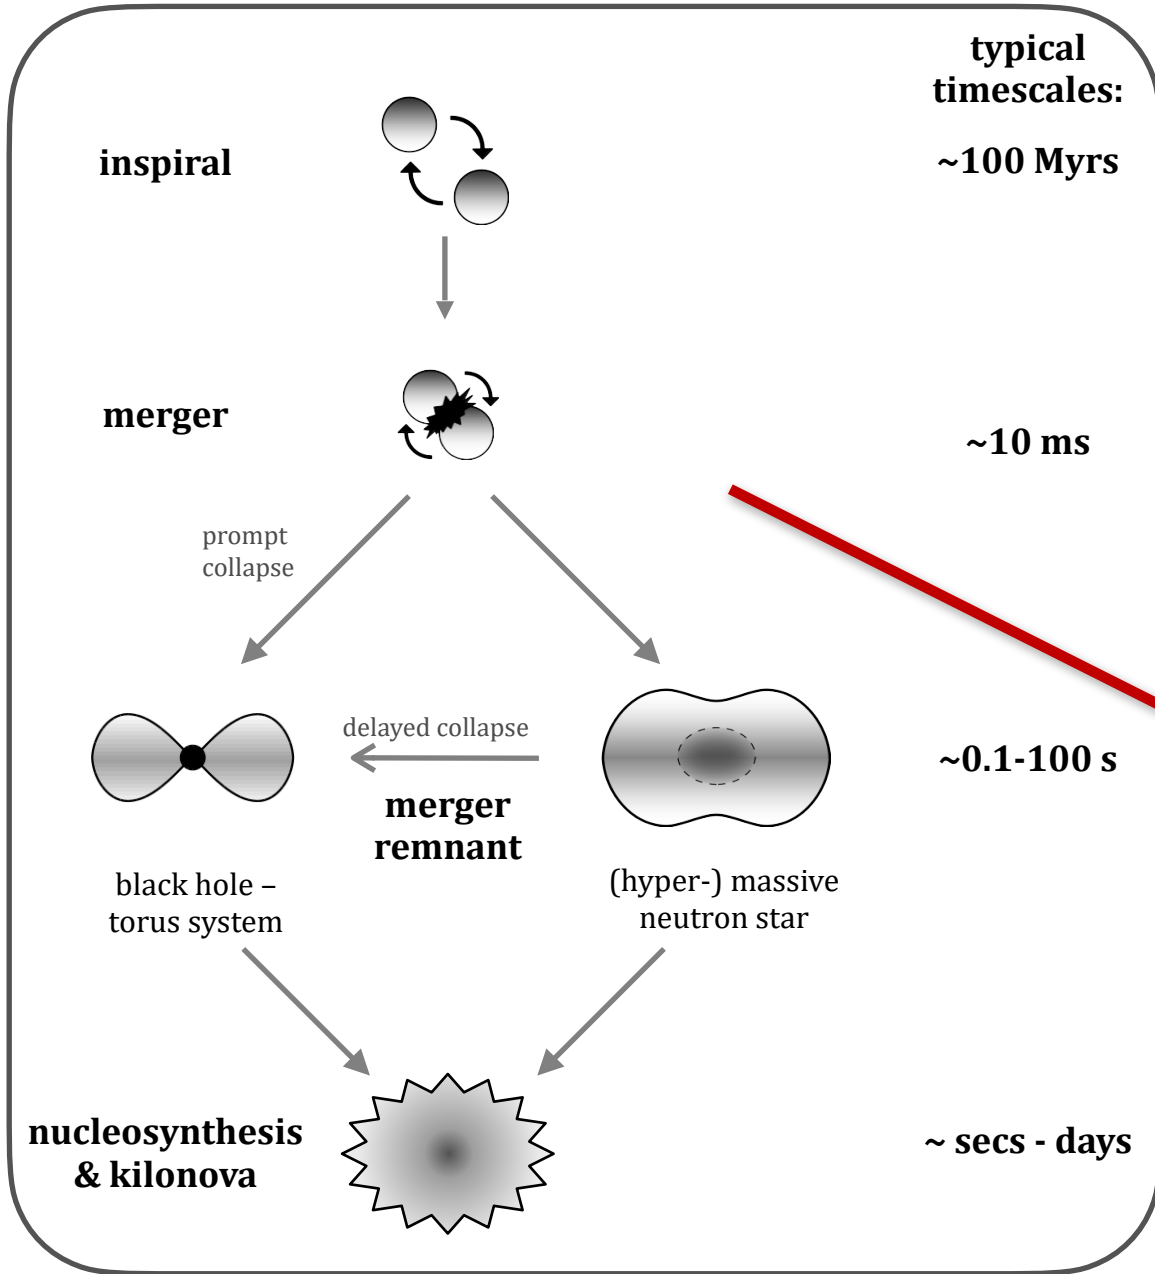 typical
timescales:
inspiral
~100 Myrs
merger
~10 ms
prompt
collapse
delayed collapse
~0.1-100 s
merger
remnant
black hole –
torus system
(hyper-) massive
neutron star
nucleosynthesis
& kilonova
~ secs - days